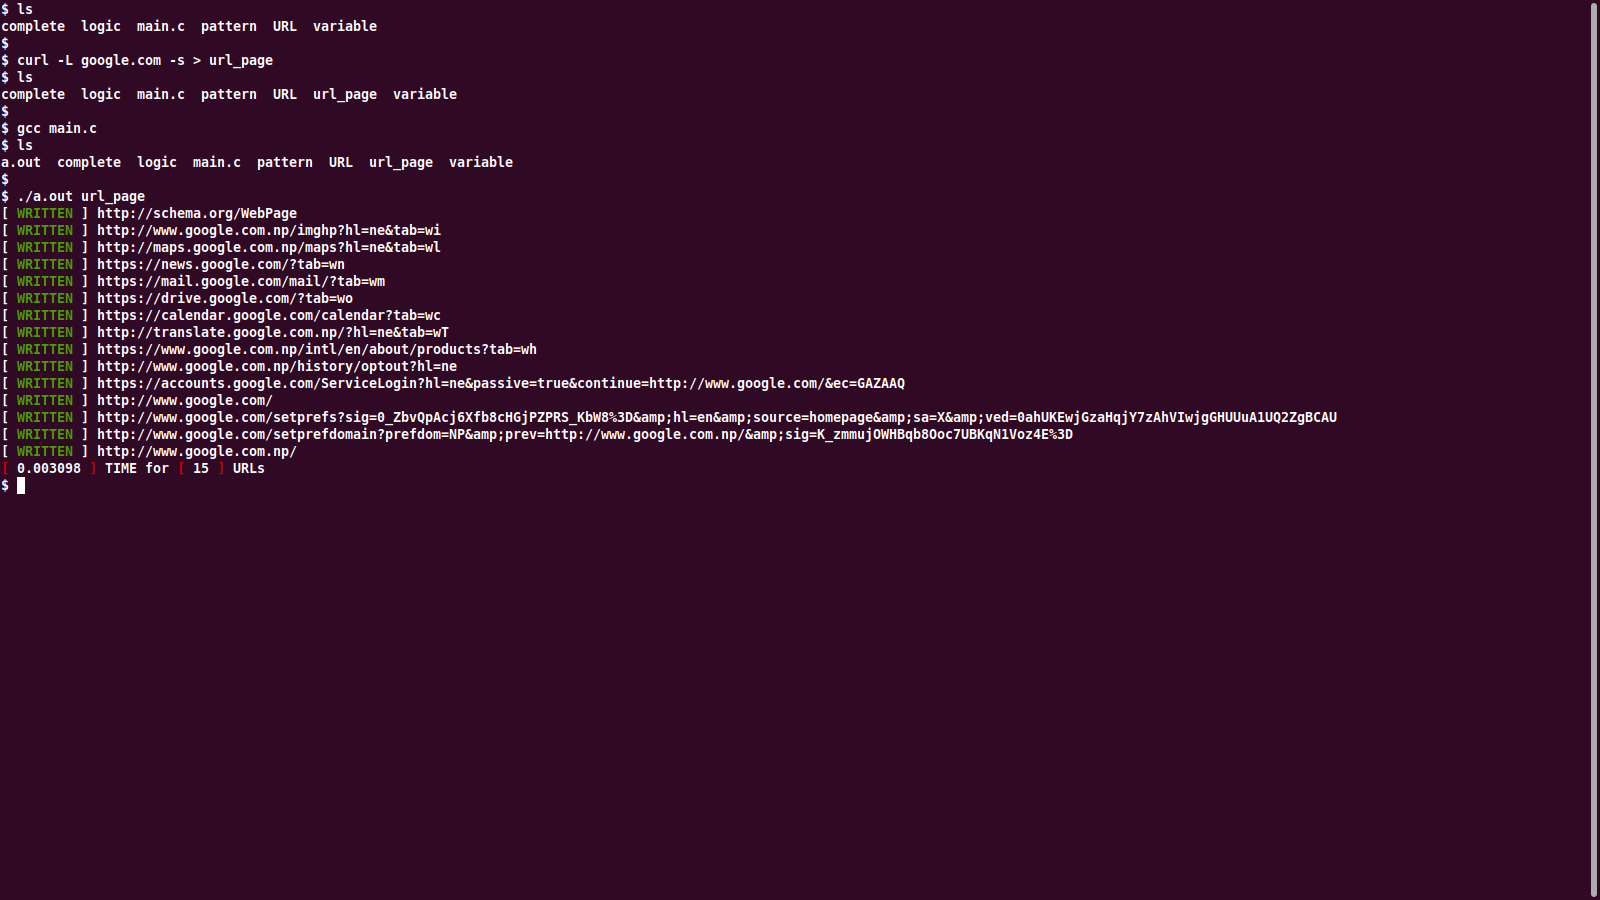 $ ls
complete  logic  main.c  pattern  URL  variable
$
$ curl -L google.com -s > url_page
$ ls
complete  logic  main.c  pattern  URL  url_page  variable
$
$ gcc main.c
$ ls
a.out  complete  logic  main.c  pattern  URL  url_page  variable
$
$ ./a.out url_page
[ WRITTEN ] http://schema.org/WebPage
[ WRITTEN ] http://www.google.com.np/imghp?hl=ne&tab=wi
[ WRITTEN ] http://maps.google.com.np/maps?hl=ne&tab=wl
[ WRITTEN ] https://news.google.com/?tab=wn
[ WRITTEN ] https://mail.google.com/mail/?tab=wm
[ WRITTEN ] https://drive.google.com/?tab=wo
[ WRITTEN ] https://calendar.google.com/calendar?tab=wc
[ WRITTEN ] http://translate.google.com.np/?hl=ne&tab=wT
[ WRITTEN ] https://www.google.com.np/intl/en/about/products?tab=wh
[ WRITTEN ] http://www.google.com.np/history/optout?hl=ne
[ WRITTEN ] https://accounts.google.com/ServiceLogin?hl=ne&passive=true&continue=http://www.google.com/&ec=GAZAAQ
[ WRITTEN ] http://www.google.com/
[ WRITTEN ] http://www.google.com/setprefs?sig=0_ZbvQpAcj6Xfb8cHGjPZPRS_KbW8%3D&amp;hl=en&amp;source=homepage&amp;sa=X&amp;ved=0ahUKEwjGzaHqjY7zAhVIwjgGHUUuA1UQ2ZgBCAU
[ WRITTEN ] http://www.google.com/setprefdomain?prefdom=NP&amp;prev=http://www.google.com.np/&amp;sig=K_zmmujOWHBqb8Ooc7UBKqN1Voz4E%3D
[ WRITTEN ] http://www.google.com.np/
[ 0.003098 ] TIME for [ 15 ] URLs
$